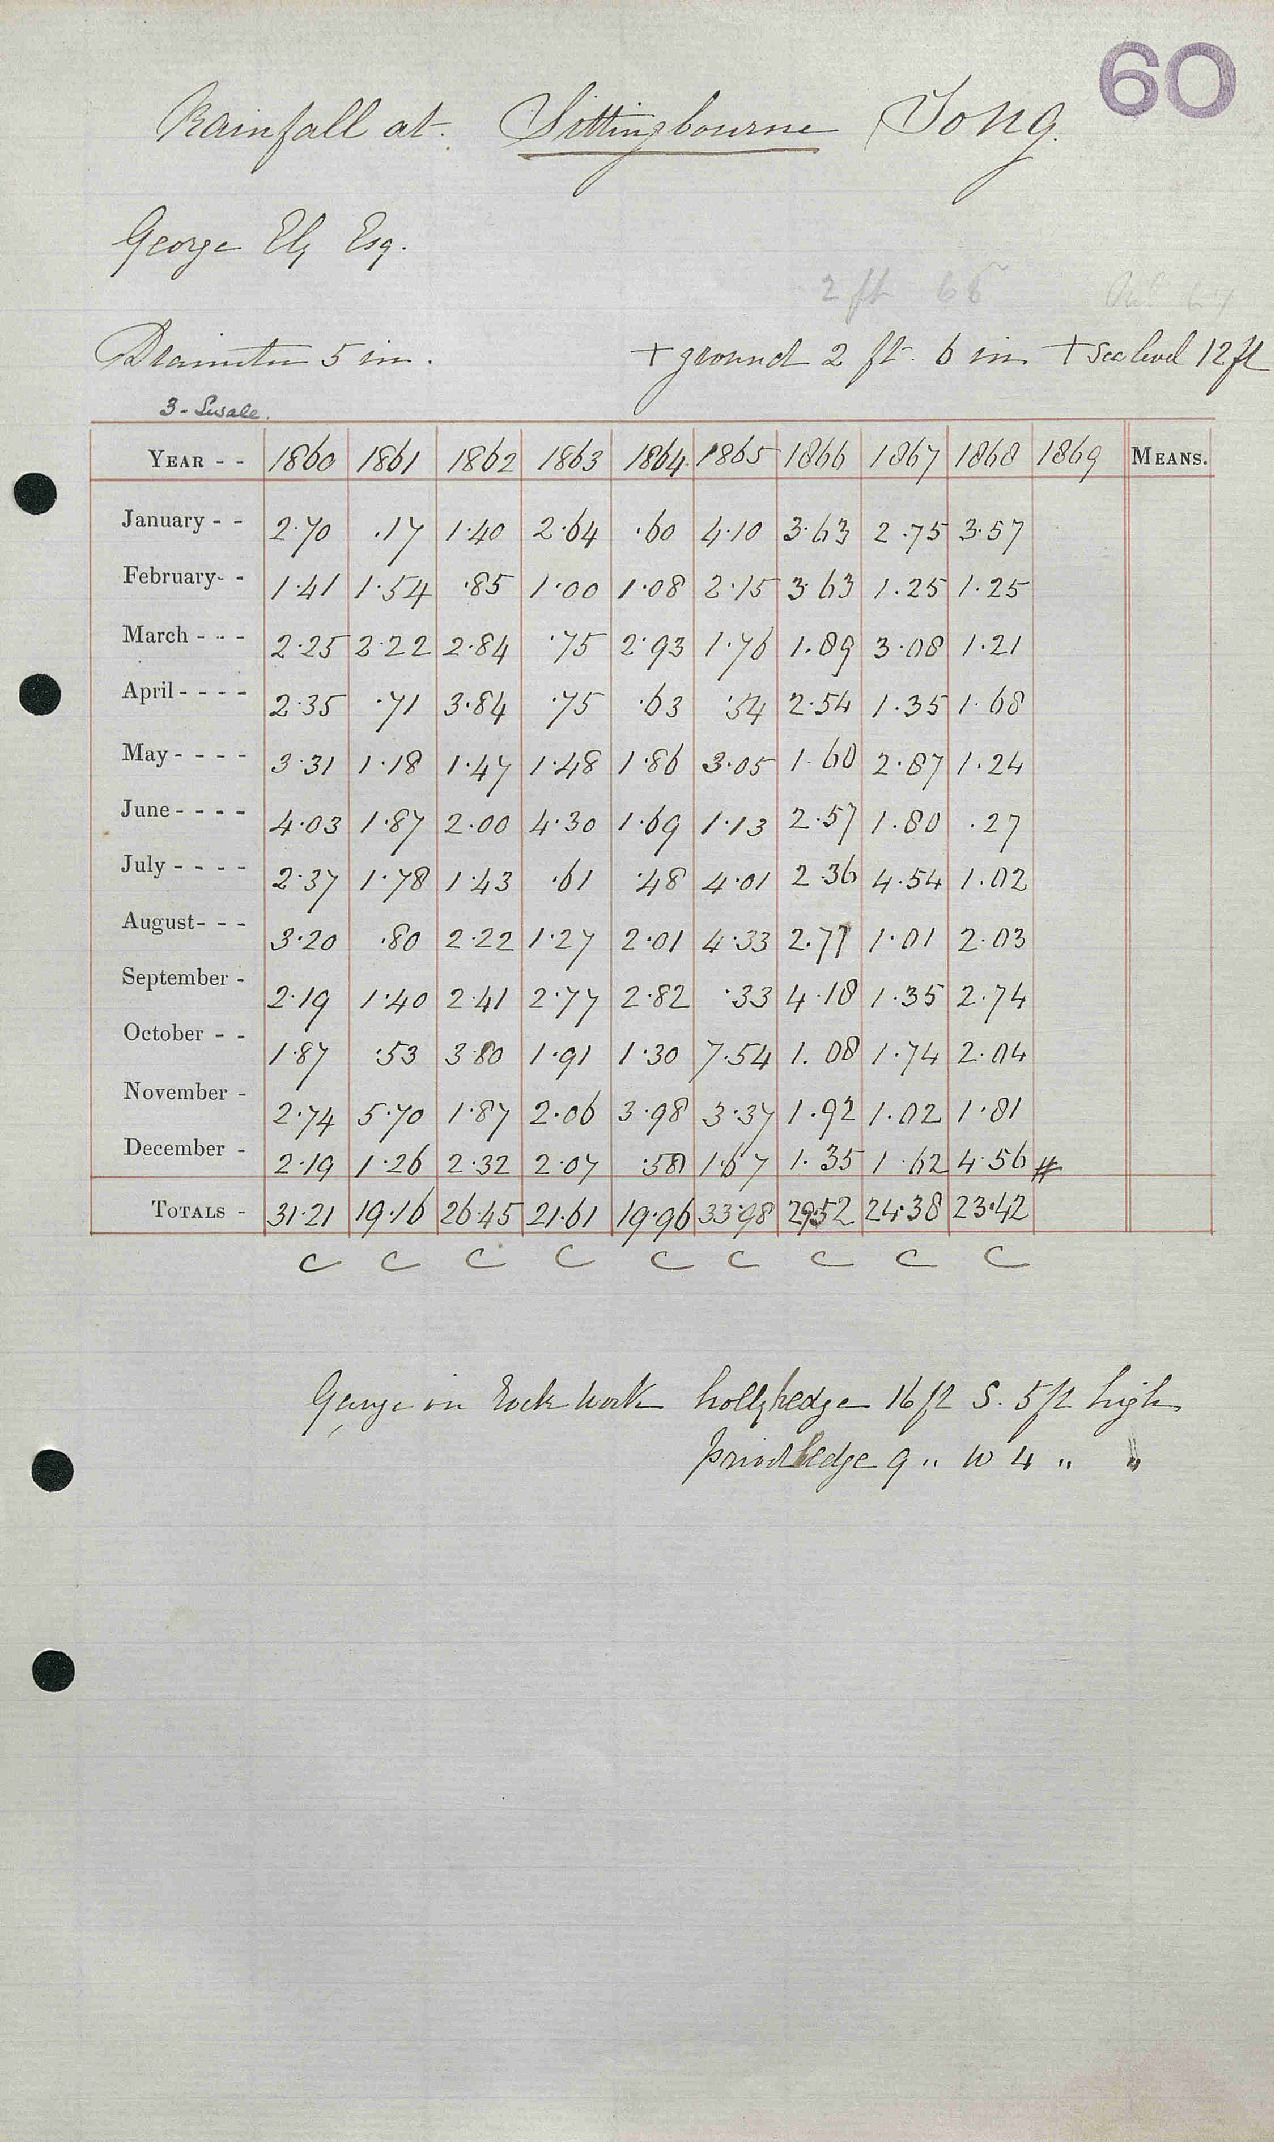 60
Rainfall at Sittingbourne Tong.
George Ely Esq.
2 ft 65
Diameter 5 in. + ground 2 ft. 6 in + Sea level 12 ft
3 - Swale.
YEAR - - 1860 1861 1862 1863 1864 1865 1866 1867 1868 1869 MEANS.
January - - 2.70 .17 1.40 2.64 .60 4.10 3.63 2.75 3.57
February- - 1.41 1.54 .85 1.00 1.08 2.15 3.63 1.25 1.25
March - - - 2.25 2.22 2.84 .75 2.93 1.76 1.89 3.08 1.21
April - - - - 2.35 .71 3.84 .75 .63 .54 2.54 1.35 1.68
May - - - - 3.31 1.18 1.47 1.48 1.86 3.05 1.60 2.87 1.24
June - - - - 4.03 1.87 2.00 4.30 1.69 1.13 2.57 1.80 .27
July - - - - 2.37 1.78 1.43 .61 .48 4.01 2.36 4.54 1.02
August- - - 3.20 .80 2.22 1.27 2.01 4.33 2.77 1.01 2.03
September - 2.19 1.40 2.41 2.77 2.82 .33 4.18 1.35 2.74
October - - 1.87 .53 3.80 1.91 1.30 7.54 1.08 1.74 2.04
November - 2.74 5.70 1.87 2.06 3.98 3.37 1.92 1.02 1.81
December - 2.19 1.26 2.32 2.07 .58 1.67 1.35 1.62 4.56 #
TOTALS - 31.21 19.16 26.45 21.61 19.96 33.98 29.52 24.38 23.42
C C C C C C C C C
Gauge in Rock work holly hedge 16 ft S. 5 ft high
privet hedge 9 " W 4 " "